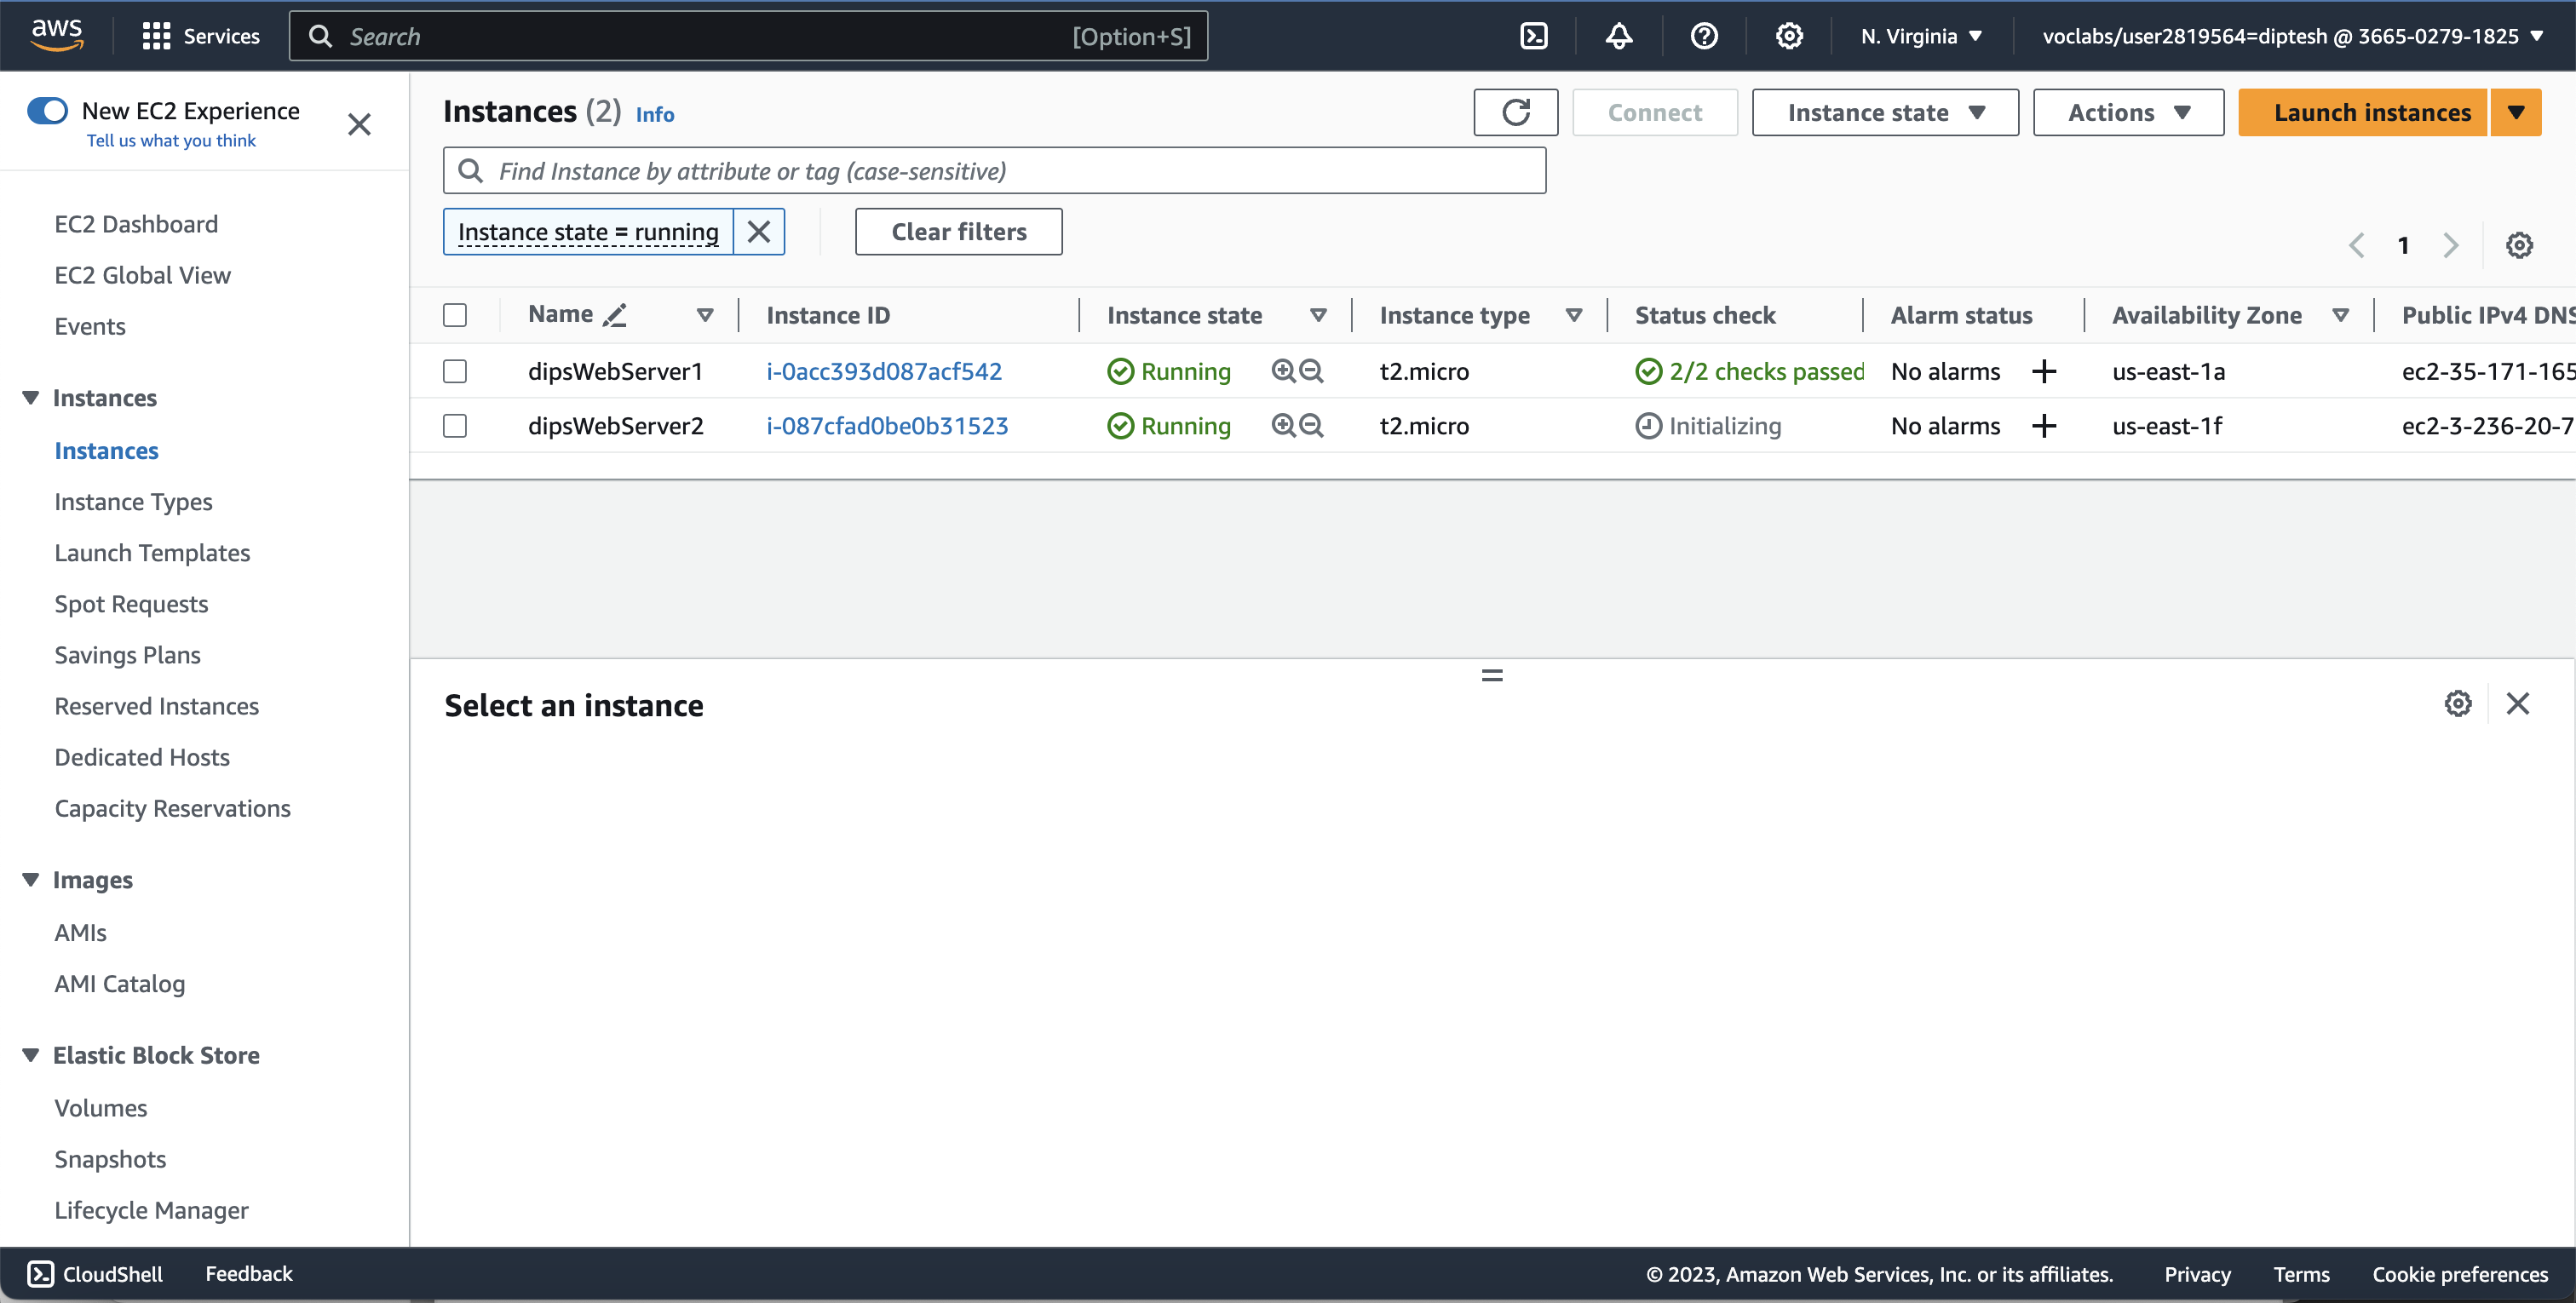 aws
Services
Search
[Option+S]
N. Virginia
voclabs/user2819564=diptesh @ 3665-0279-1825
New EC2 Experience
Tell us what you think
EC2 Dashboard
EC2 Global View
Events
Instances
Instances
Instance Types
Launch Templates
Spot Requests
Savings Plans
Reserved Instances
Dedicated Hosts
Capacity Reservations
Images
AMIs
AMI Catalog
Elastic Block Store
Volumes
Snapshots
Lifecycle Manager
Instances (2) Info
Connect
Instance state
Actions
Launch instances
Find Instance by attribute or tag (case-sensitive)
Instance state = running
Clear filters
1
Name Instance ID Instance state Instance type Status check Alarm status Availability Zone Public IPv4 DNS
dipsWebServer1 i-0acc393d087acf542 Running t2.micro 2/2 checks passed No alarms + us-east-1a ec2-35-171-165
dipsWebServer2 i-087cfad0be0b31523 Running t2.micro Initializing No alarms + us-east-1f ec2-3-236-20-7
Select an instance
CloudShell
Feedback
© 2023, Amazon Web Services, Inc. or its affiliates.
Privacy
Terms
Cookie preferences